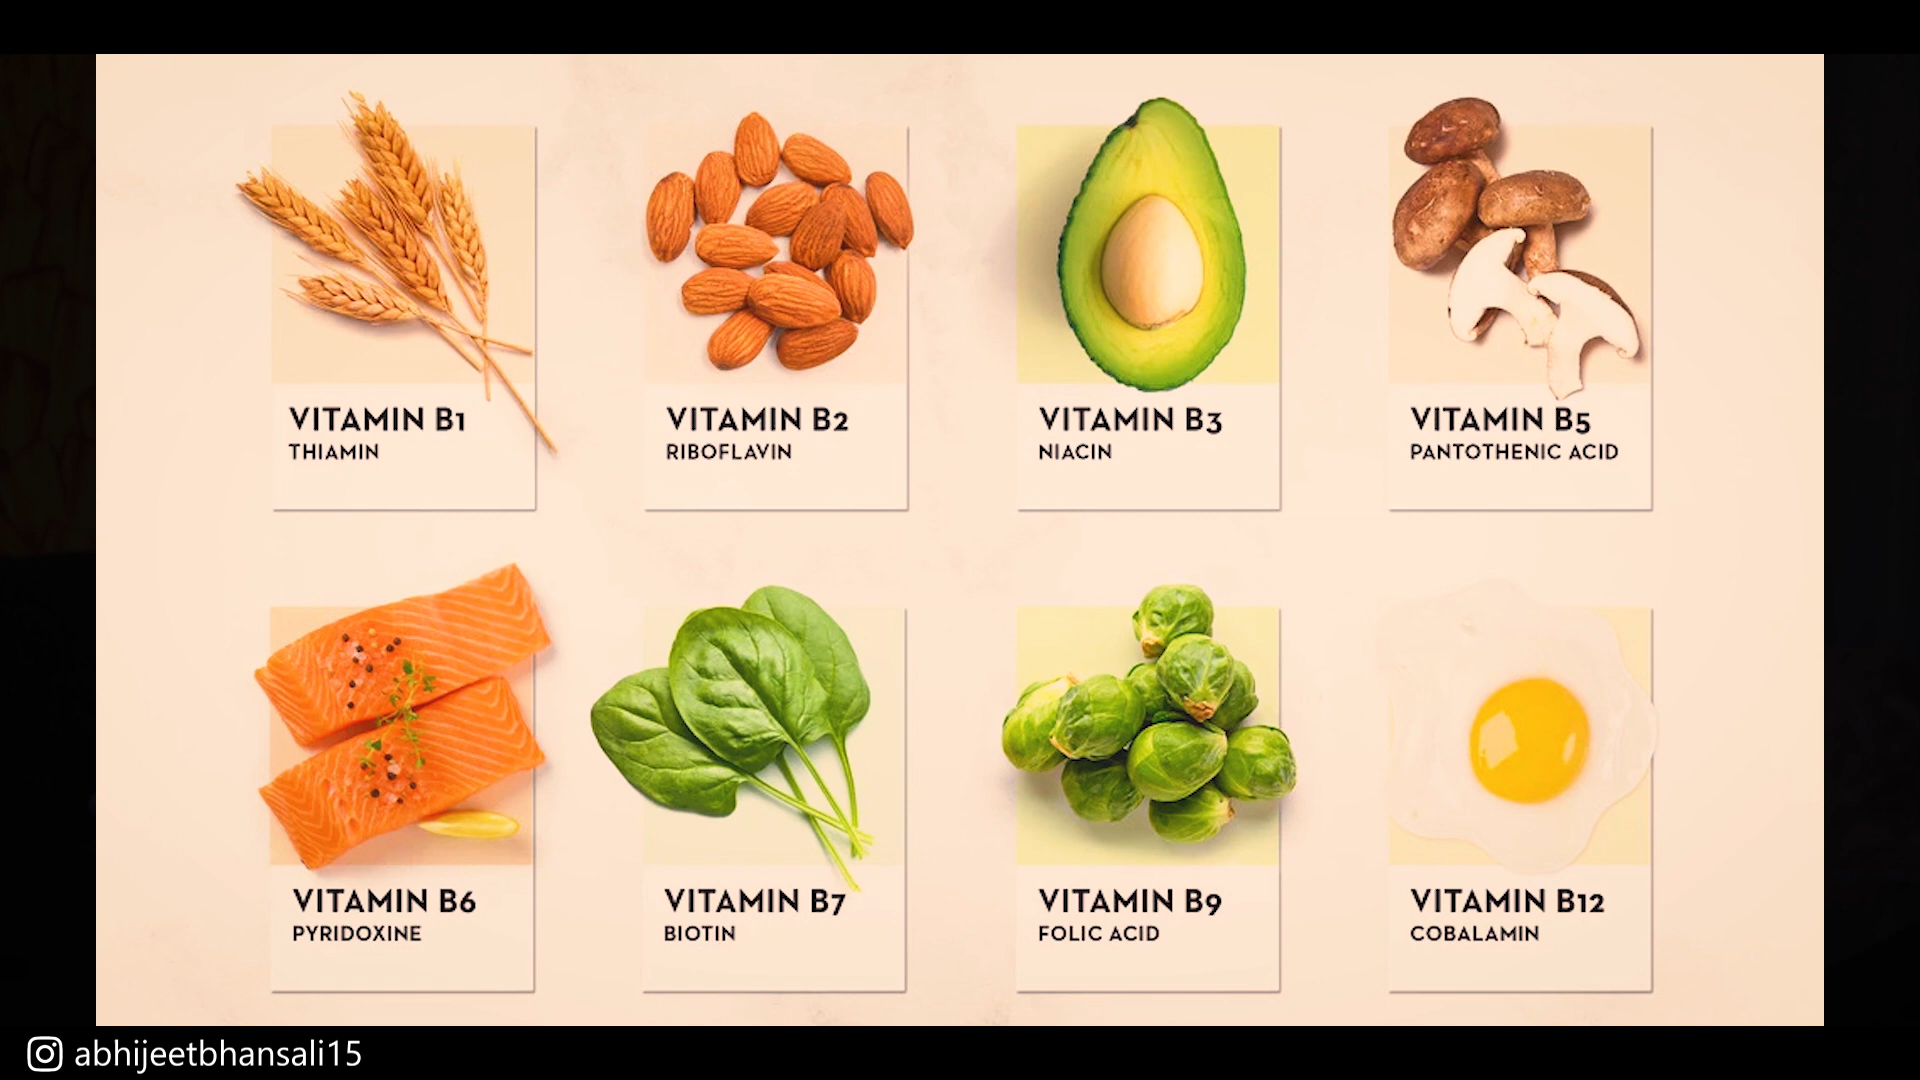 VITAMIN B1
THIAMIN
VITAMIN B2
RIBOFLAVIN
VITAMIN B3
NIACIN
VITAMIN B5
PANTOTHENIC ACID
VITAMIN B6
PYRIDOXINE
VITAMIN B7
BIOTIN
VITAMIN B9
FOLIC ACID
VITAMIN B12
COBALAMIN
abhijeetbhansali15